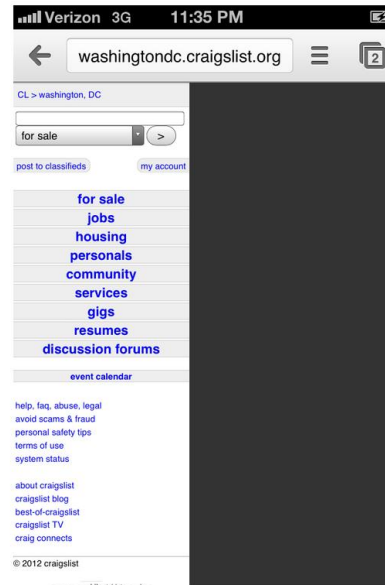 Verizon 3G 11:35 PM
washingtondc.craigslist.org
2
CL > washington, DC
for sale
>
post to classifieds my account
for sale
jobs
housing
personals
community
services
gigs
resumes
discussion forums
event calendar
help, faq, abuse, legal
avoid scams & fraud
personal safety tips
terms of use
system status
about craigslist
craigslist blog
best-of-craigslist
craigslist TV
craig connects
© 2012 craigslist